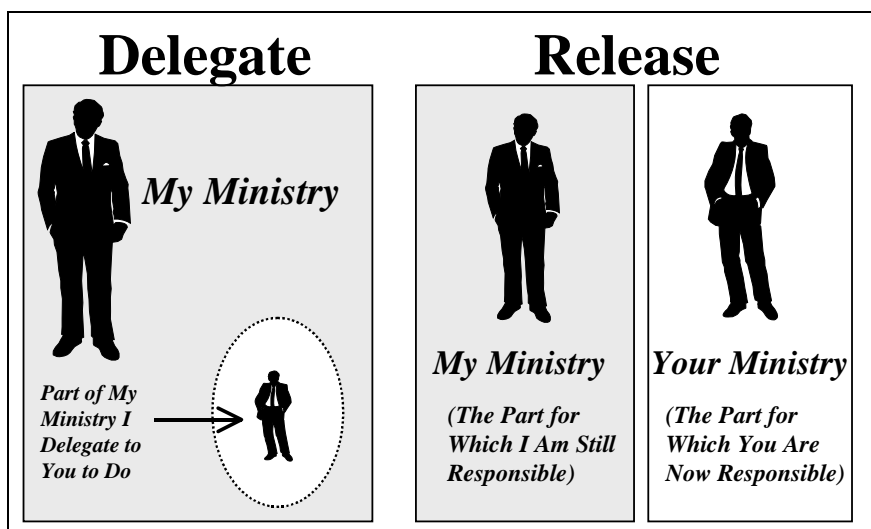 Delegate
My Ministry
Part of My
Ministry I
Delegate to
You to Do
Release
My Ministry
(The Part for
Which I Am Still
Responsible)
Your Ministry
(The Part for
Which You Are
Now Responsible)